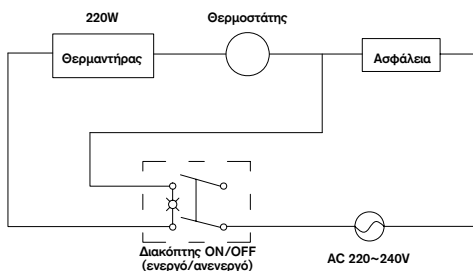 220W
Θερμοστάτης
Θερμαντήρας
Ασφάλεια
Διακόπτης ON/OFF
(ενεργό/ανενεργό)
AC 220~240V